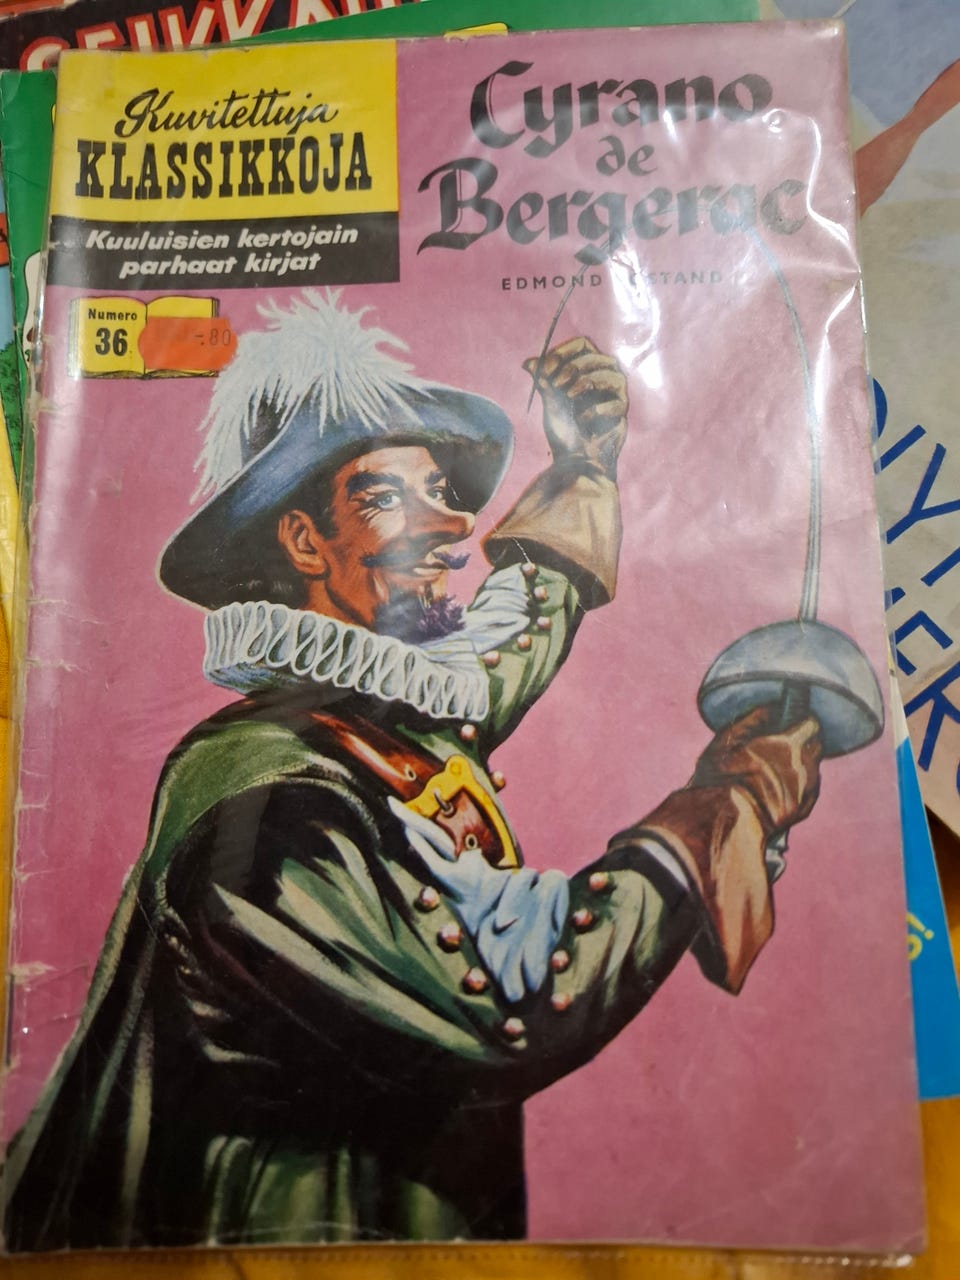 Kuvitettuja
KLASSIKKOJA
Kuuluisien kertojain
parhaat kirjat
Numero
36
-.80
Cyrano
de
Bergerac
EDMOND